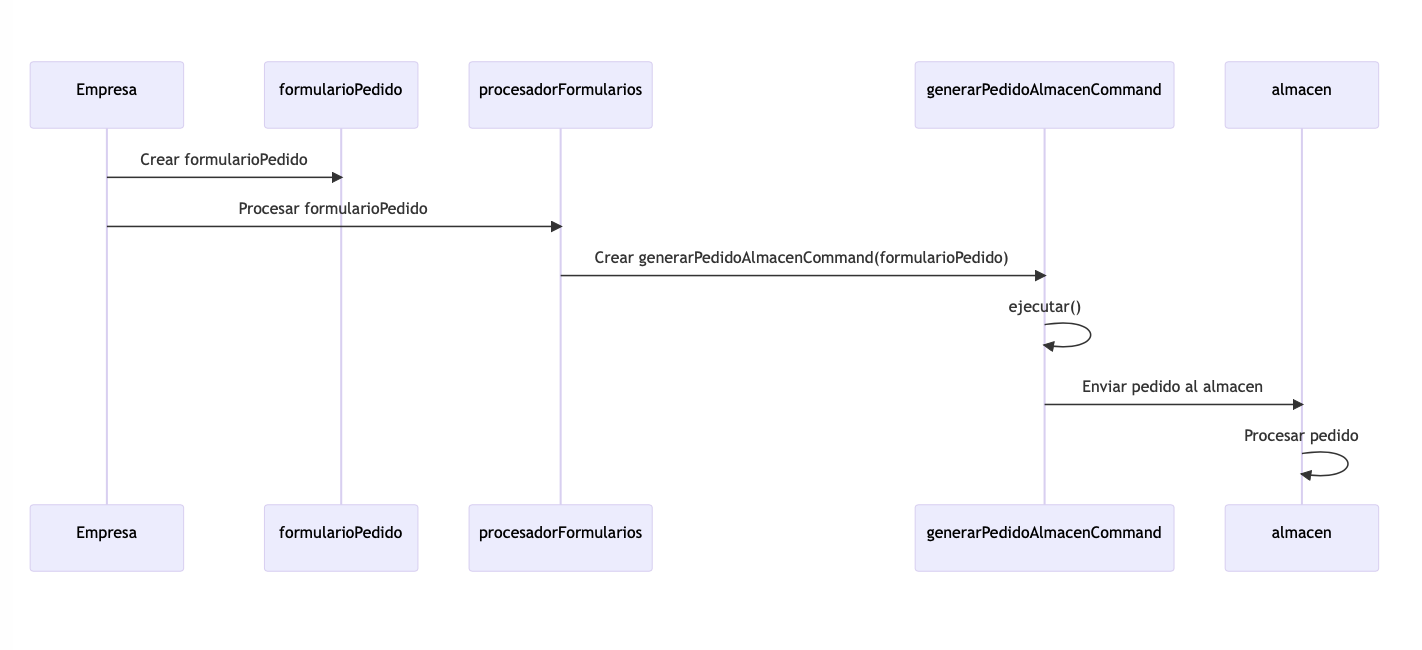 Empresa
formularioPedido
procesadorFormularios
generarPedidoAlmacenCommand
almacen
Crear formularioPedido
Procesar formularioPedido
Crear generarPedidoAlmacenCommand(formularioPedido)
ejecutar()
Enviar pedido al almacen
Procesar pedido
Empresa
formularioPedido
procesadorFormularios
generarPedidoAlmacenCommand
almacen